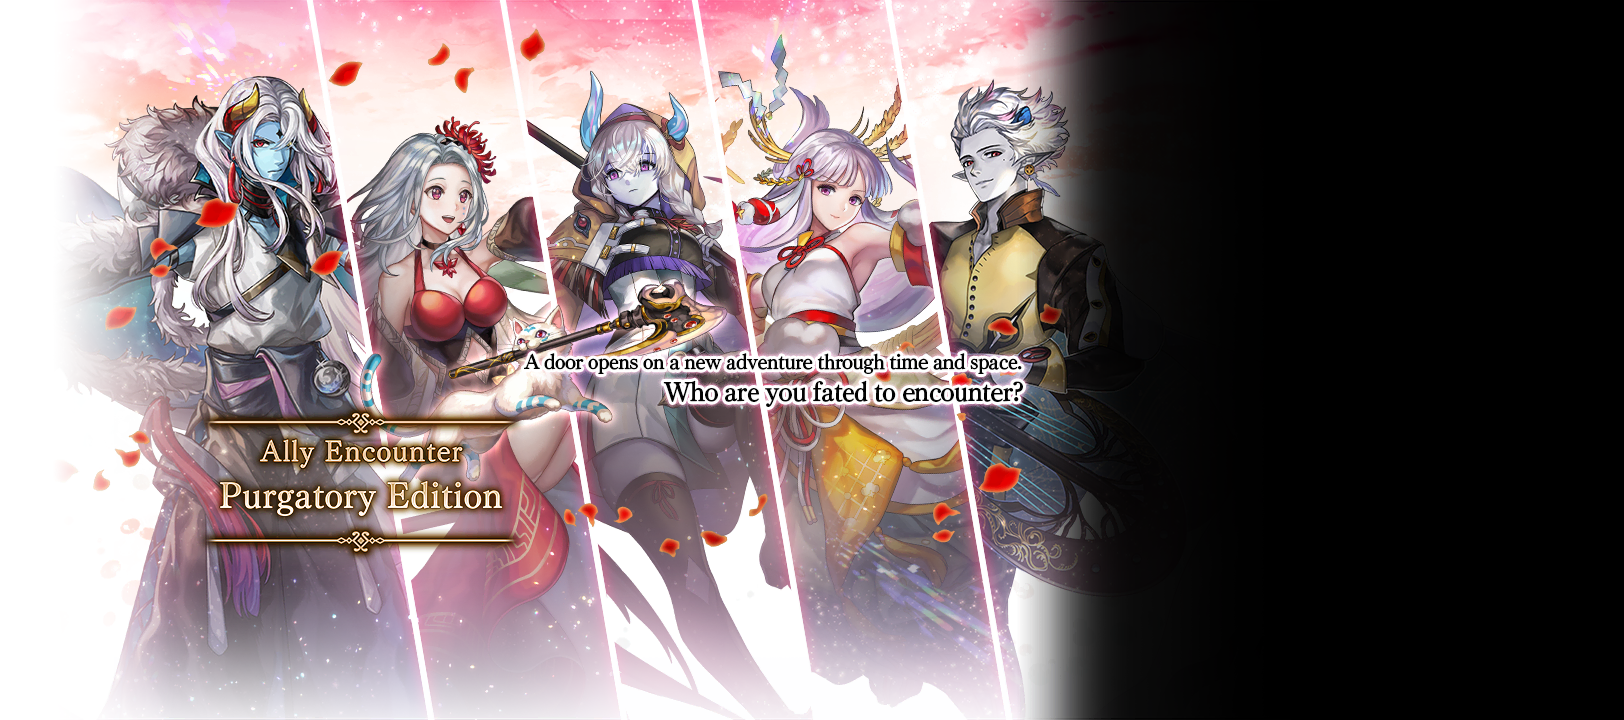 A door opens on a new adventure through time and space.
Who are you fated to encounter?
Ally Encounter
Purgatory Edition